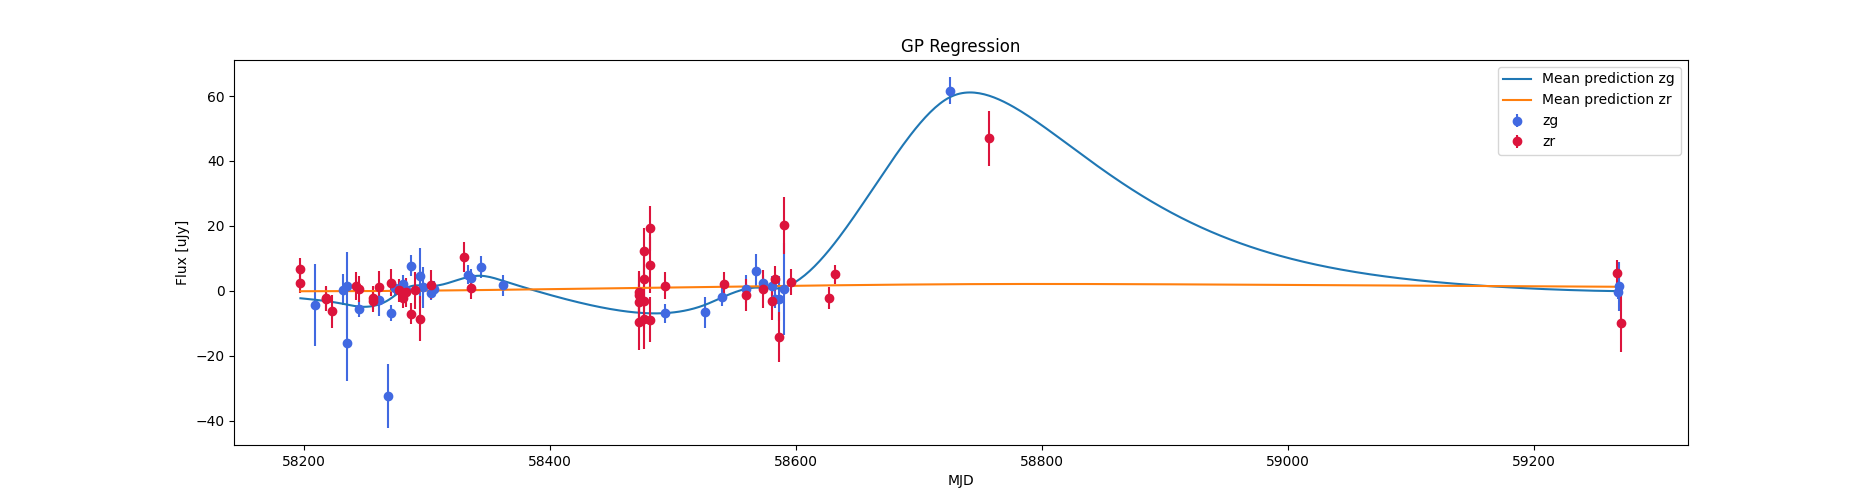 GP Regression
Flux [uJy]
60
40
20
0
−20
−40
58200
58400
58600
58800
59000
59200
MJD
Mean prediction zg
Mean prediction zr
zg
zr